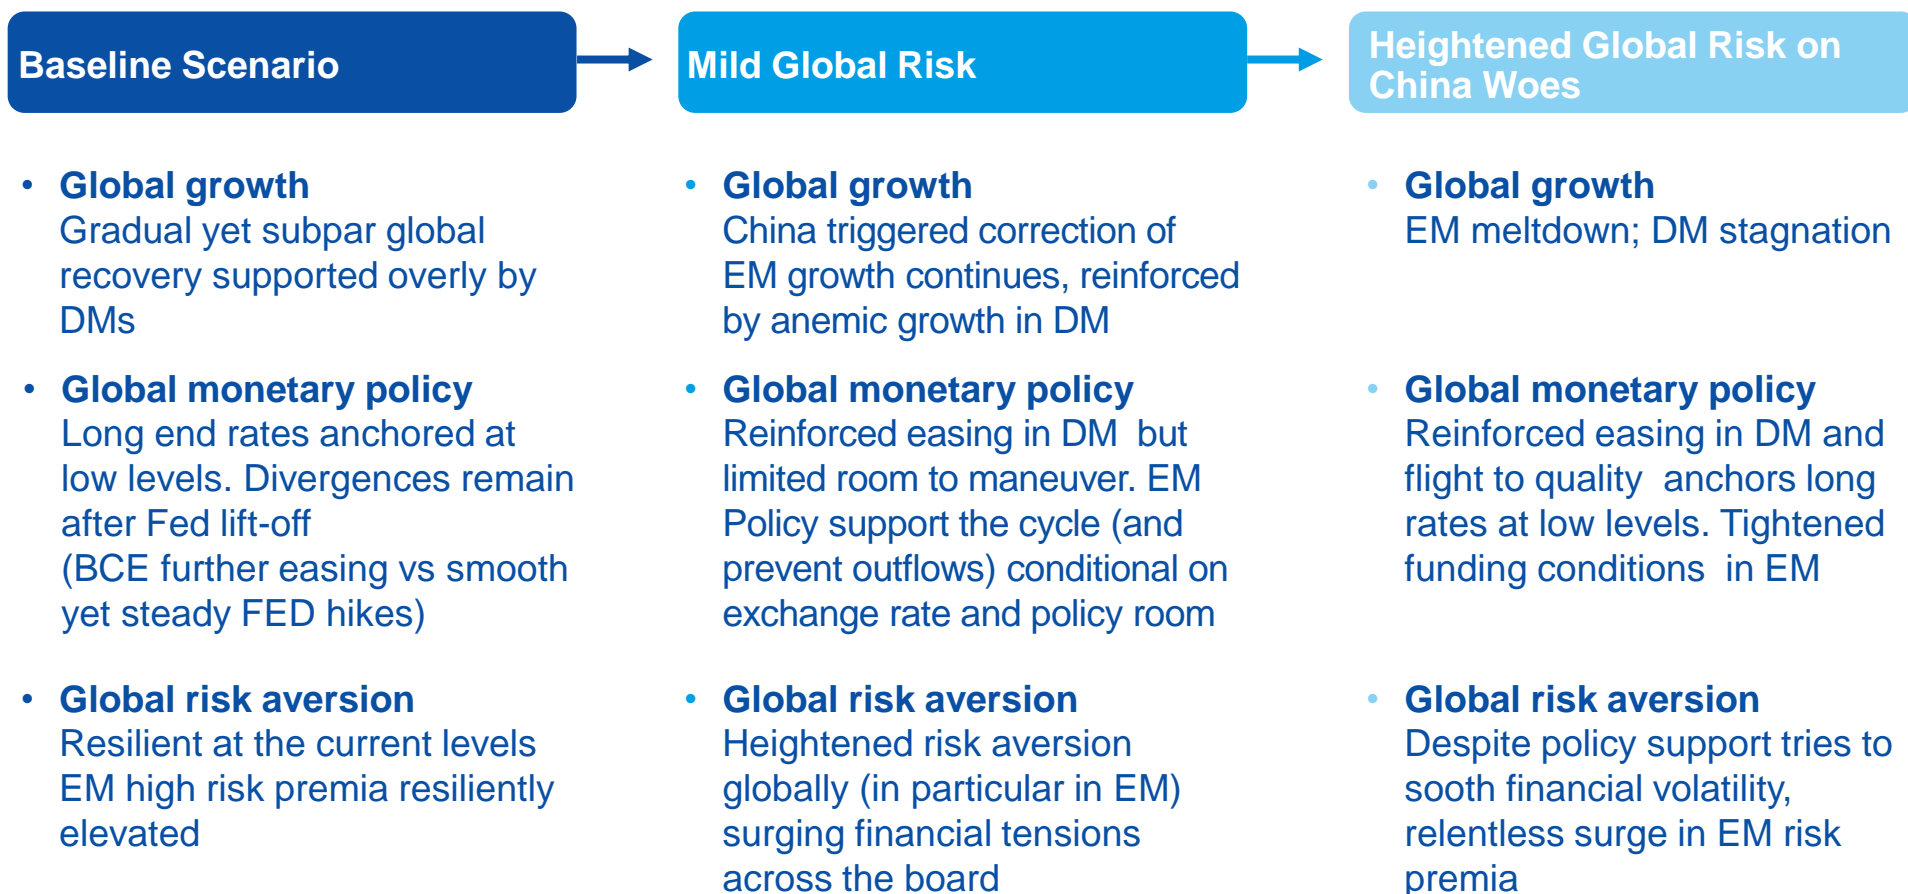 Baseline Scenario
• Global growth
Gradual yet subpar global
recovery supported overly by
DMs
• Global monetary policy
Long end rates anchored at
low levels. Divergences remain
after Fed lift-off
(BCE further easing vs smooth
yet steady FED hikes)
• Global risk aversion
Resilient at the current levels
EM high risk premia resiliently
elevated
Mild Global Risk
• Global growth
China triggered correction of
EM growth continues, reinforced
by anemic growth in DM
• Global monetary policy
Reinforced easing in DM but
limited room to maneuver. EM
Policy support the cycle (and
prevent outflows) conditional on
exchange rate and policy room
• Global risk aversion
Heightened risk aversion
globally (in particular in EM)
surging financial tensions
across the board
Heightened Global Risk on
China Woes
• Global growth
EM meltdown; DM stagnation
• Global monetary policy
Reinforced easing in DM and
flight to quality anchors long
rates at low levels. Tightened
funding conditions in EM
• Global risk aversion
Despite policy support tries to
sooth financial volatility,
relentless surge in EM risk
premia